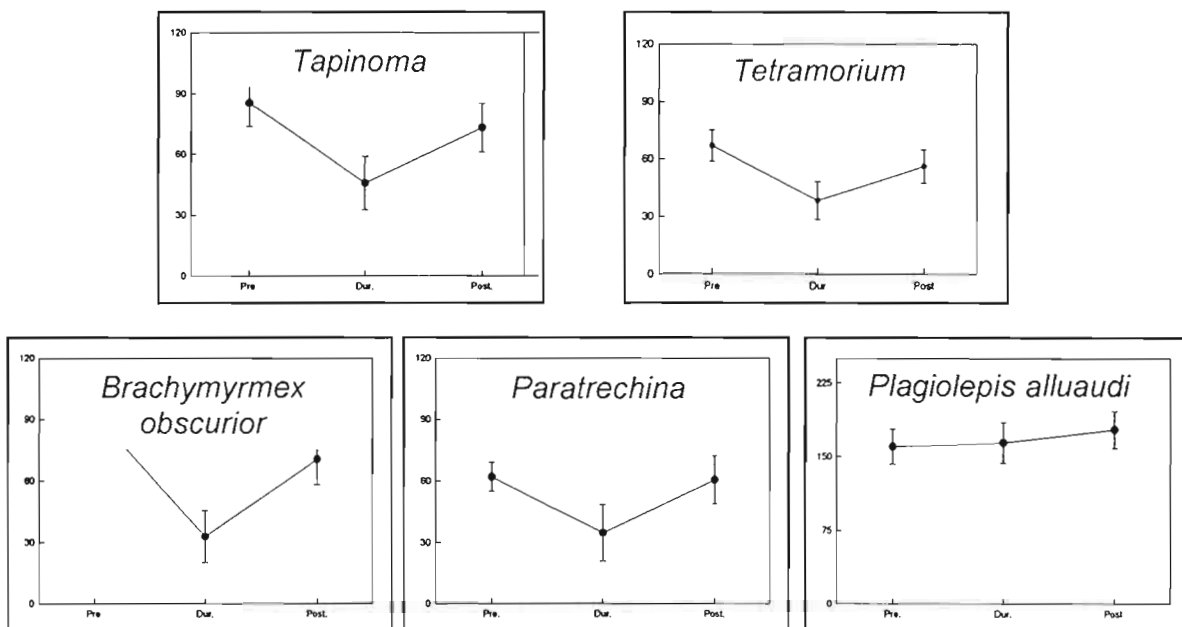 Tapinoma
120
90
60
30
0
Pre
Dur.
Post.
Tetramorium
120
90
60
30
0
Pre
Dur
Post
Brachymyrmex
obscurior
120
90
60
30
0
Pre
Dur.
Post.
Paratrechina
120
90
60
30
0
Pre.
Dur.
Post.
Plagiolepis alluaudi
225
150
75
0
Pre.
Dur.
Post